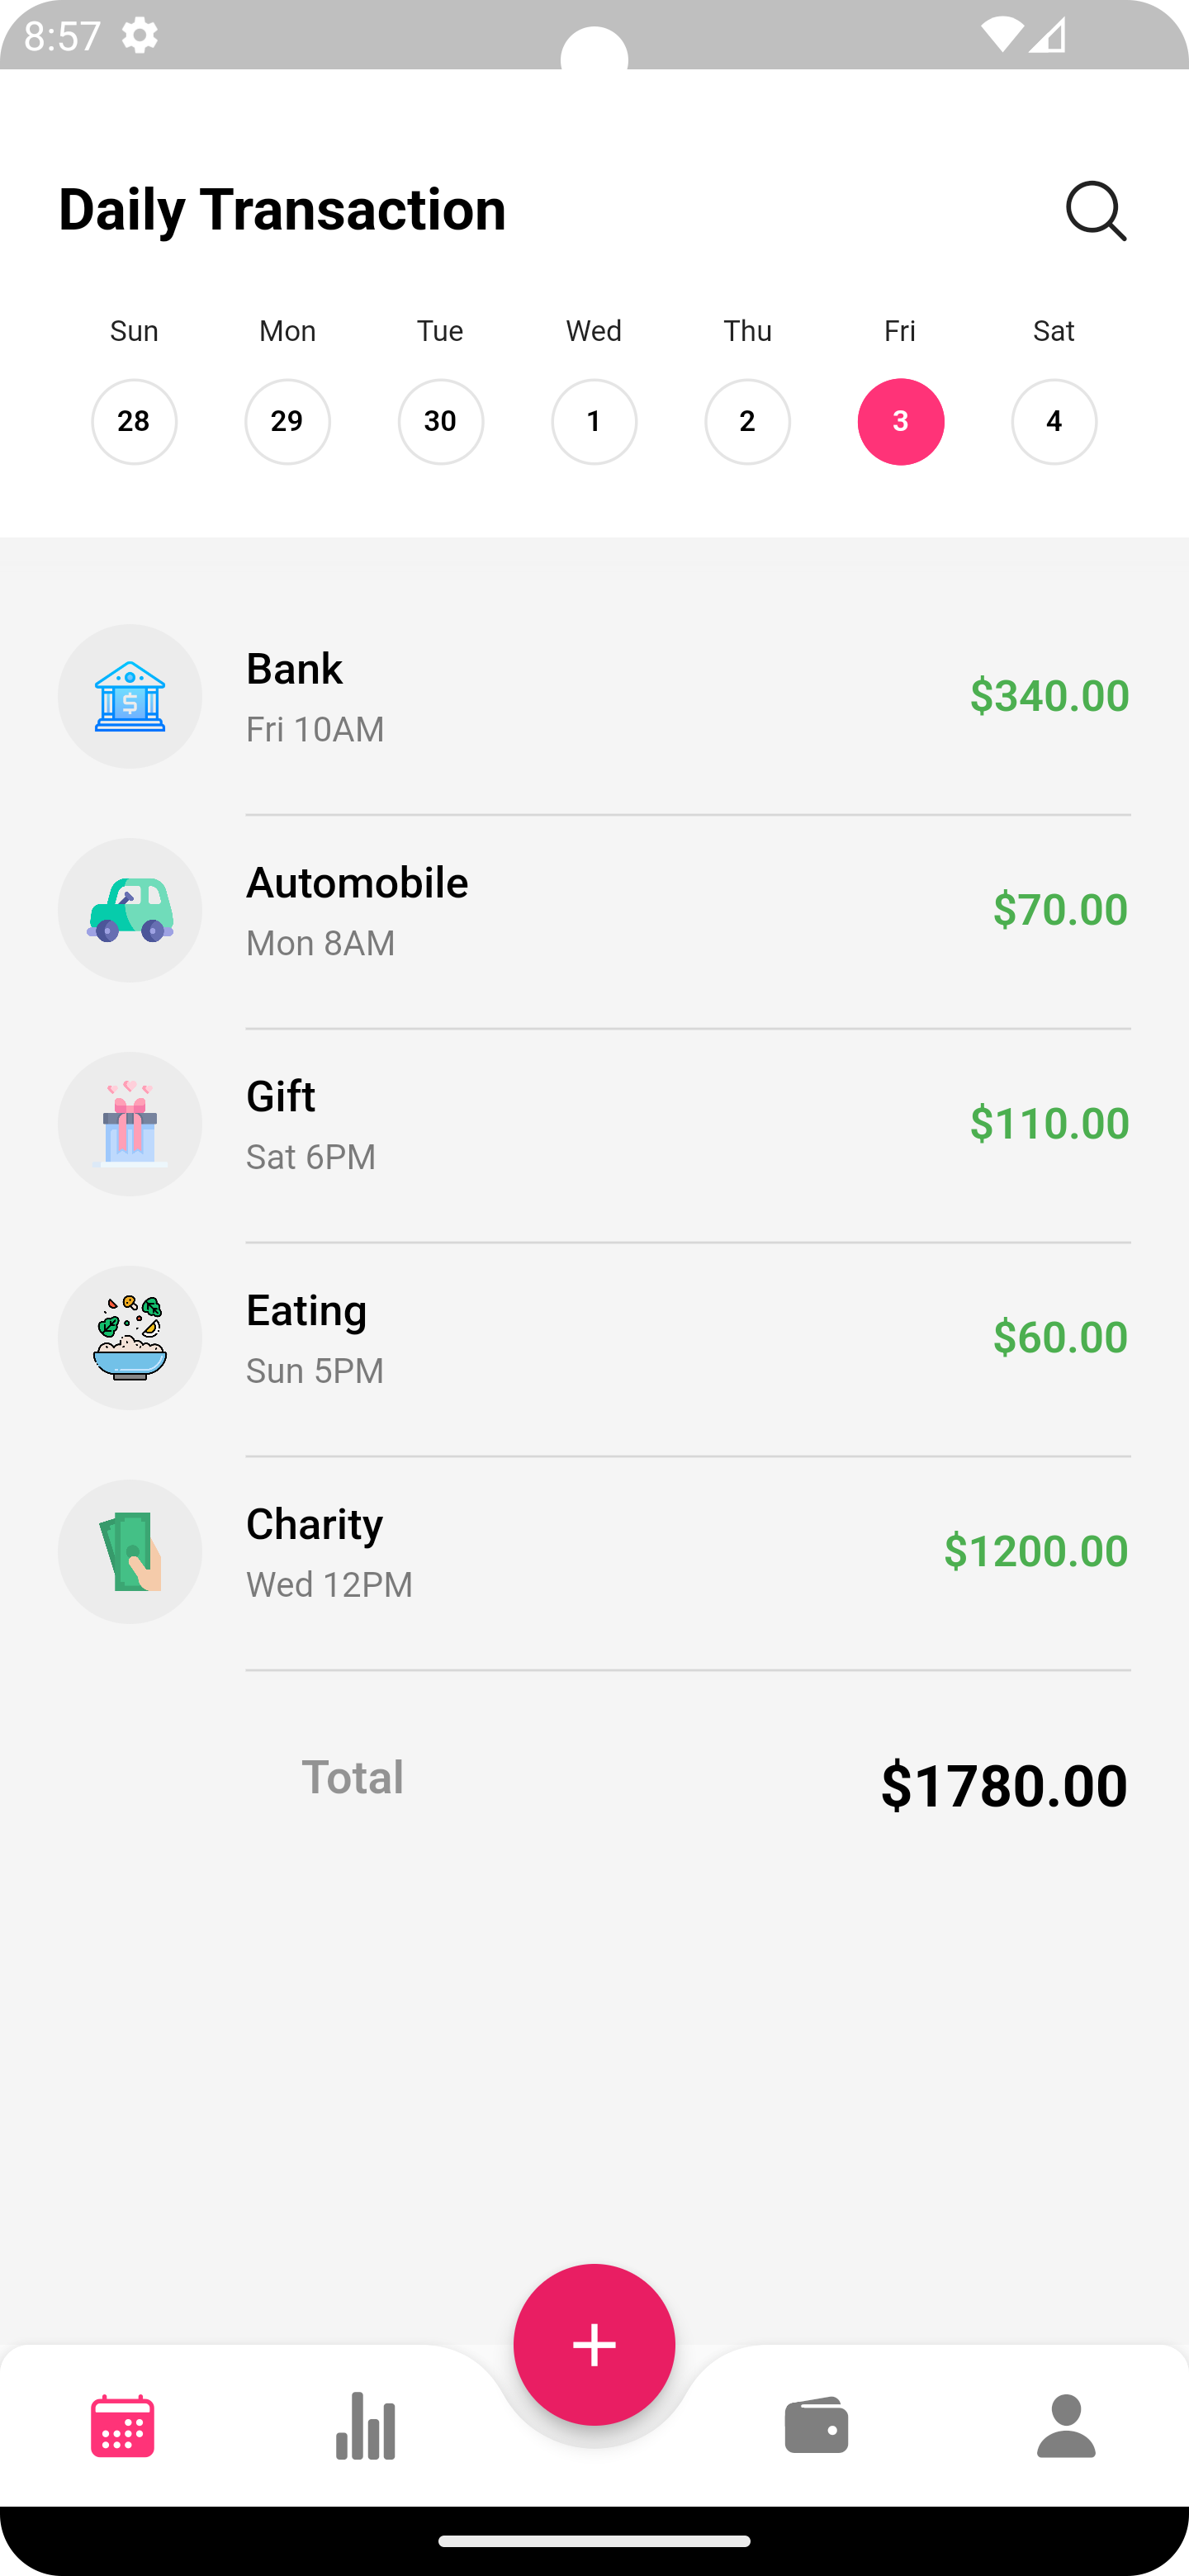 8:57
Daily Transaction
Sun Mon Tue Wed Thu Fri Sat
28 29 30 1 2 3 4
Bank
Fri 10AM
$340.00
Automobile
Mon 8AM
$70.00
Gift
Sat 6PM
$110.00
Eating
Sun 5PM
$60.00
Charity
Wed 12PM
$1200.00
Total $1780.00